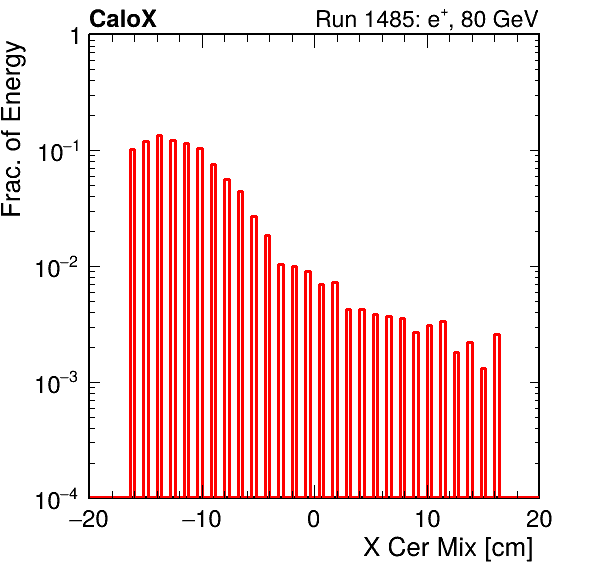 CaloX Run 1485: e⁺, 80 GeV
Frac. of Energy
1
10⁻¹
10⁻²
10⁻³
10⁻⁴
−20 −10 0 10 20
X Cer Mix [cm]